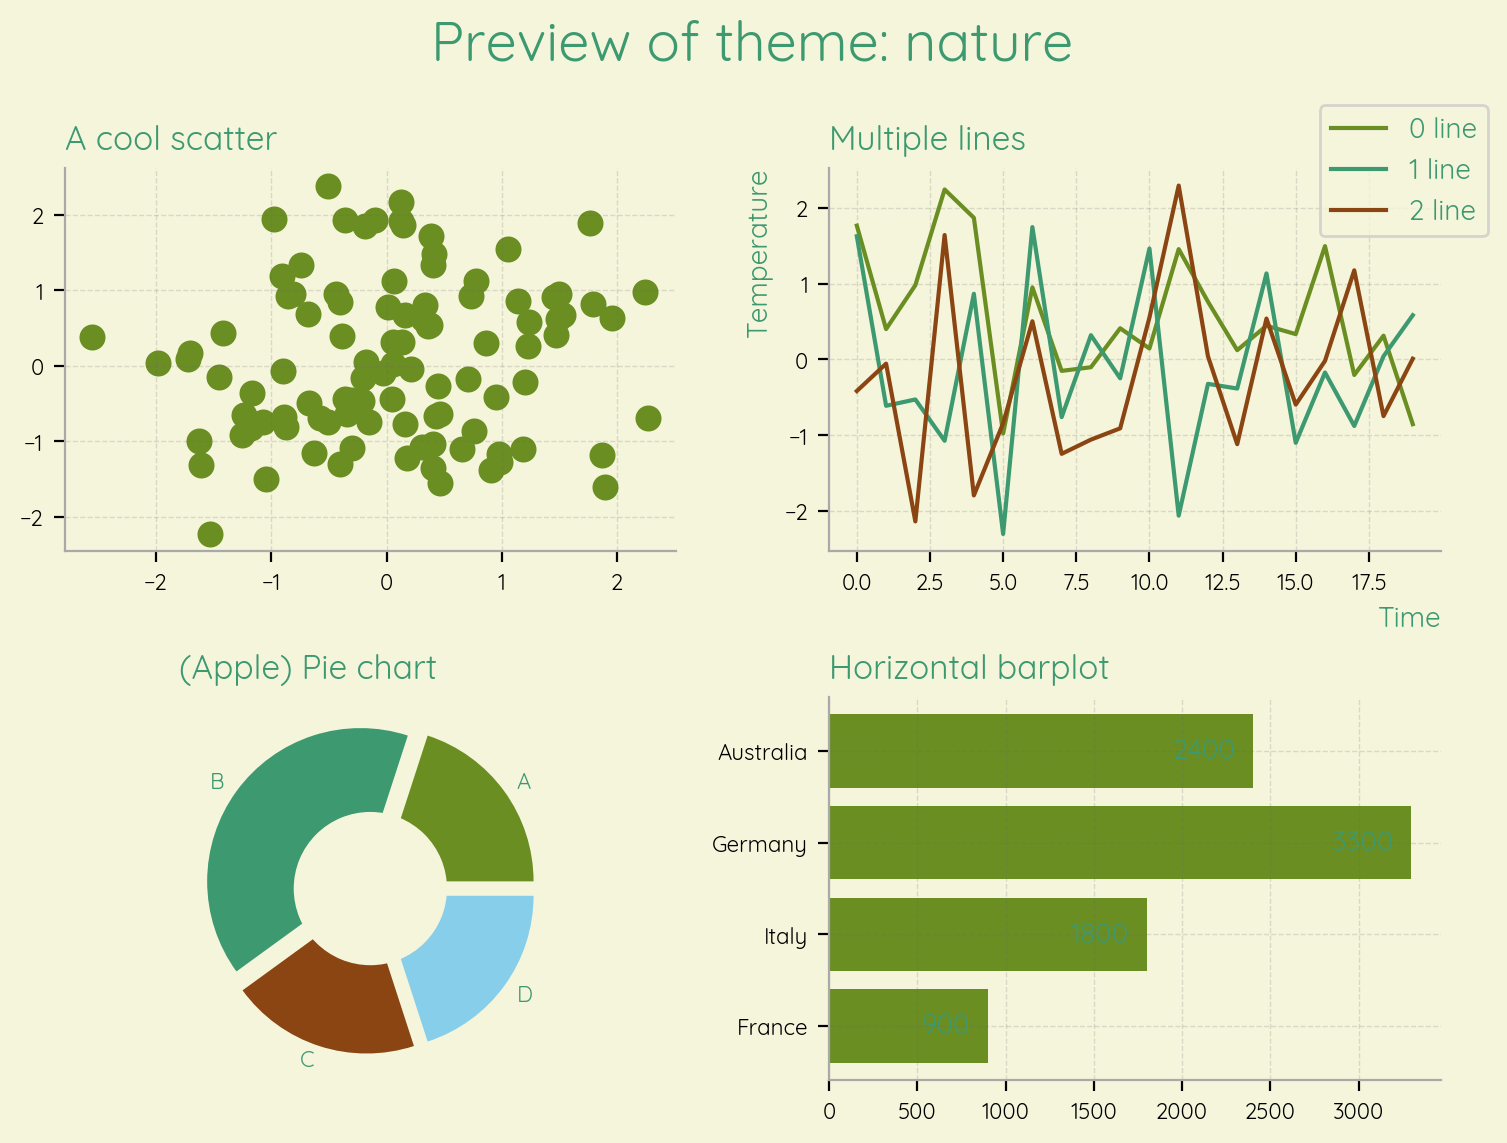 Preview of theme: nature
A cool scatter
2
1
0
−1
−2
−2 −1 0 1 2
Multiple lines
0 line
1 line
2 line
Temperature
2
1
0
−1
−2
0.0 2.5 5.0 7.5 10.0 12.5 15.0 17.5
Time
(Apple) Pie chart
A
B
C
D
Horizontal barplot
Australia 2400
Germany 3300
Italy 1800
France 900
0 500 1000 1500 2000 2500 3000